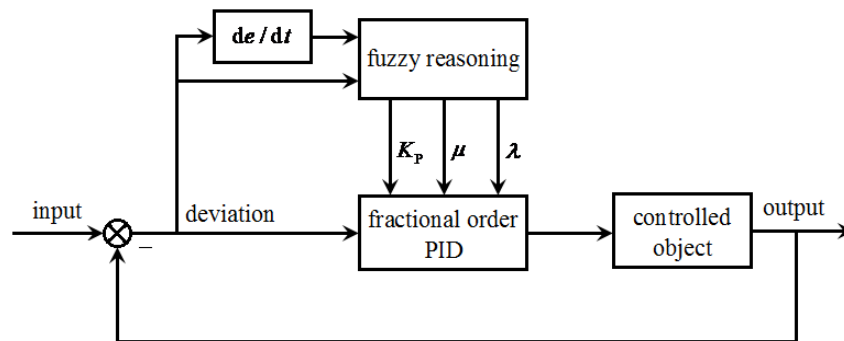 de / dt
fuzzy reasoning
K_P μ λ
input
deviation
fractional order
PID
controlled
object
output
−